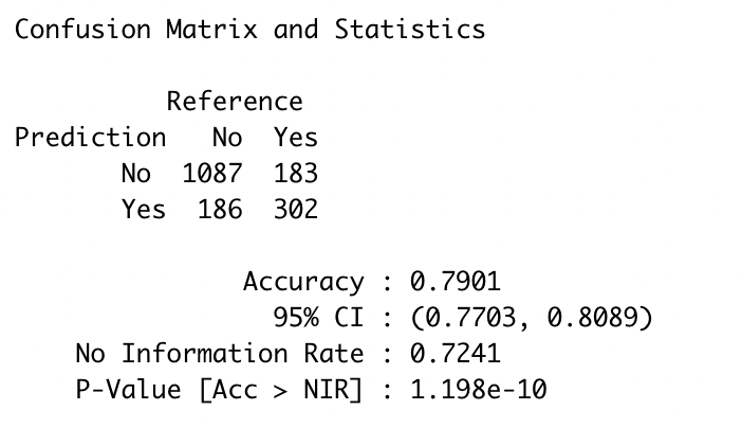 Confusion Matrix and Statistics
Reference
Prediction No Yes
No 1087 183
Yes 186 302
Accuracy : 0.7901
95% CI : (0.7703, 0.8089)
No Information Rate : 0.7241
P-Value [Acc > NIR] : 1.198e-10